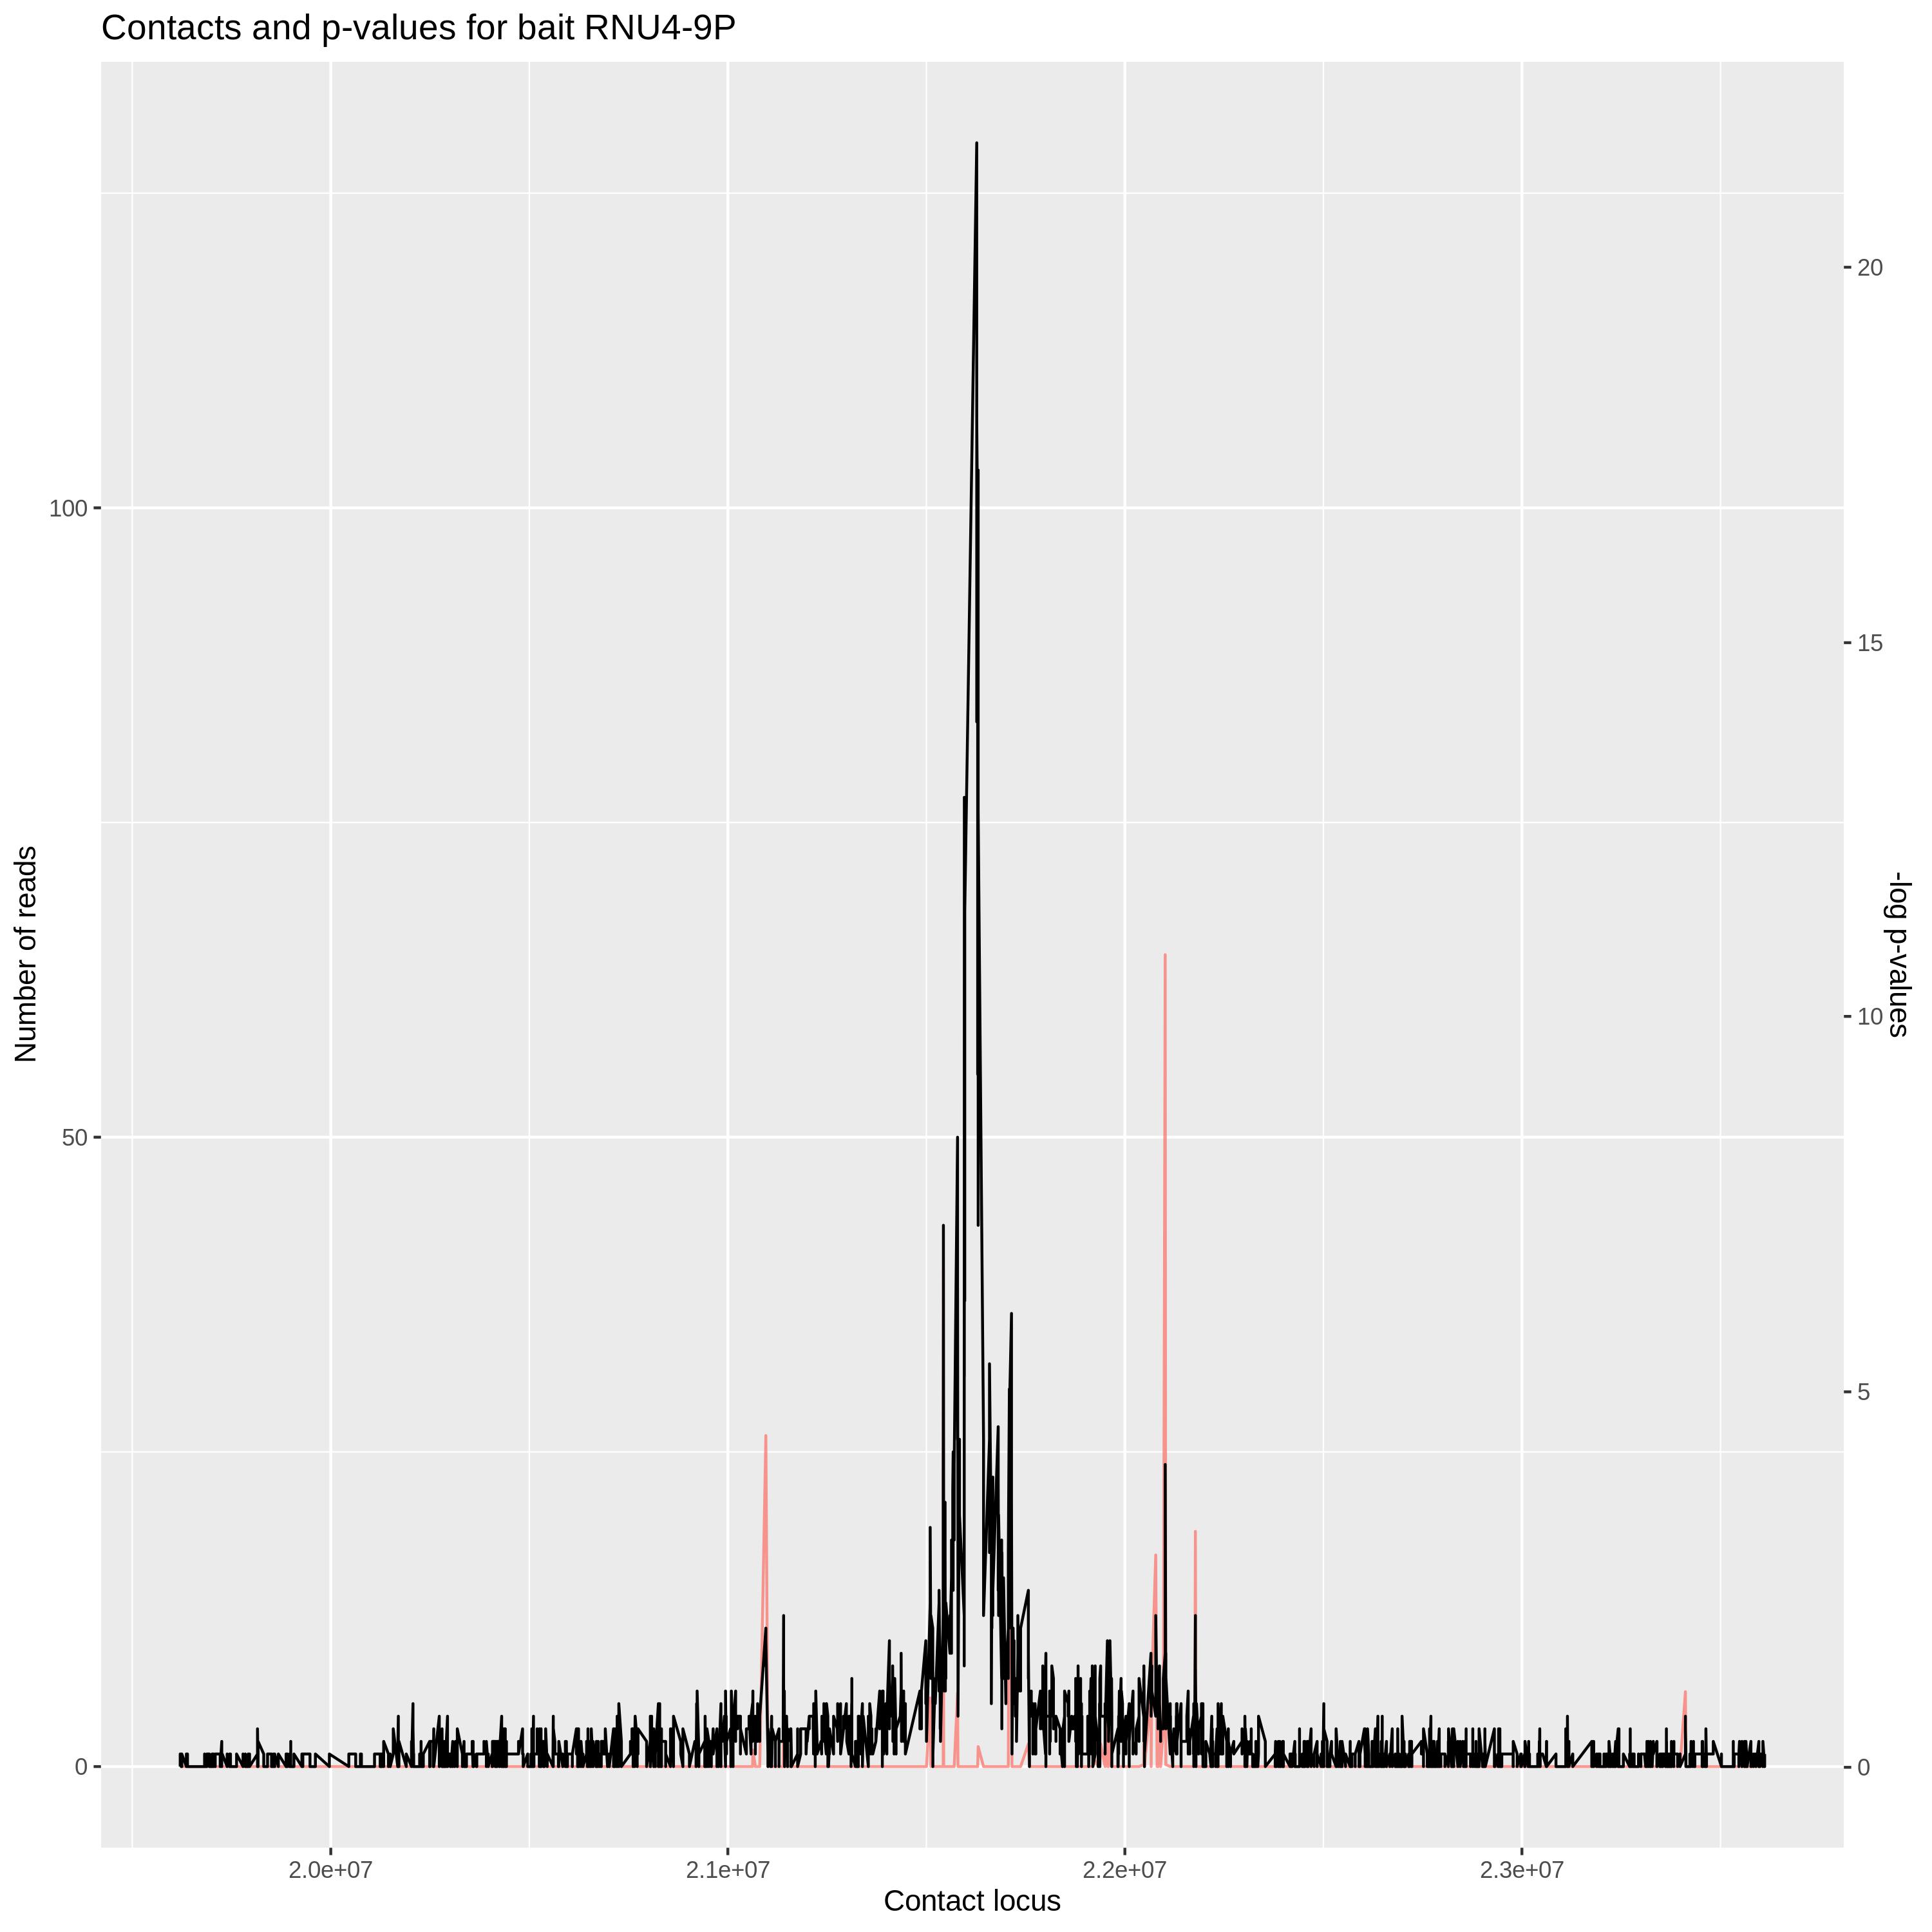 Contacts and p-values for bait RNU4-9P
Number of reads
100
50
0
20
15
10
5
0
-log p-values
2.0e+07
2.1e+07
2.2e+07
2.3e+07
Contact locus